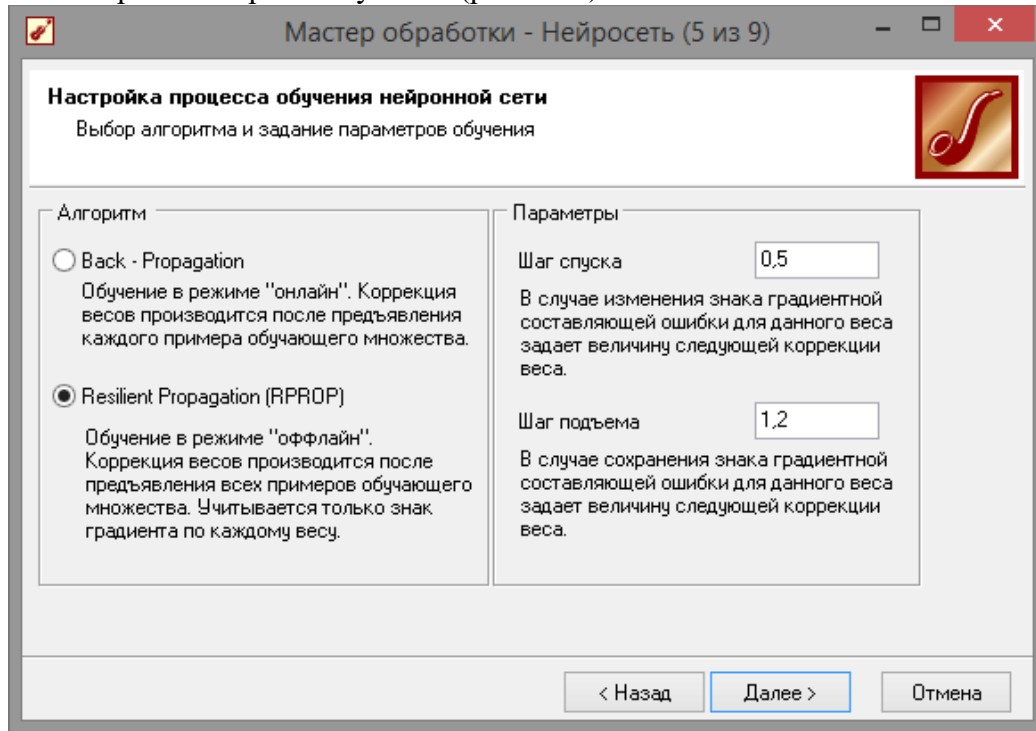 Мастер обработки - Нейросеть (5 из 9)
Настройка процесса обучения нейронной сети
Выбор алгоритма и задание параметров обучения
Алгоритм
Back - Propagation
Обучение в режиме "онлайн". Коррекция
весов производится после предъявления
каждого примера обучающего множества.
Resilient Propagation (RPROP)
Обучение в режиме "оффлайн".
Коррекция весов производится после
предъявления всех примеров обучающего
множества. Учитывается только знак
градиента по каждому весу.
Параметры
Шаг спуска 0,5
В случае изменения знака градиентной
составляющей ошибки для данного веса
задает величину следующей коррекции
веса.
Шаг подъема 1,2
В случае сохранения знака градиентной
составляющей ошибки для данного веса
задает величину следующей коррекции
веса.
< Назад Далее > Отмена